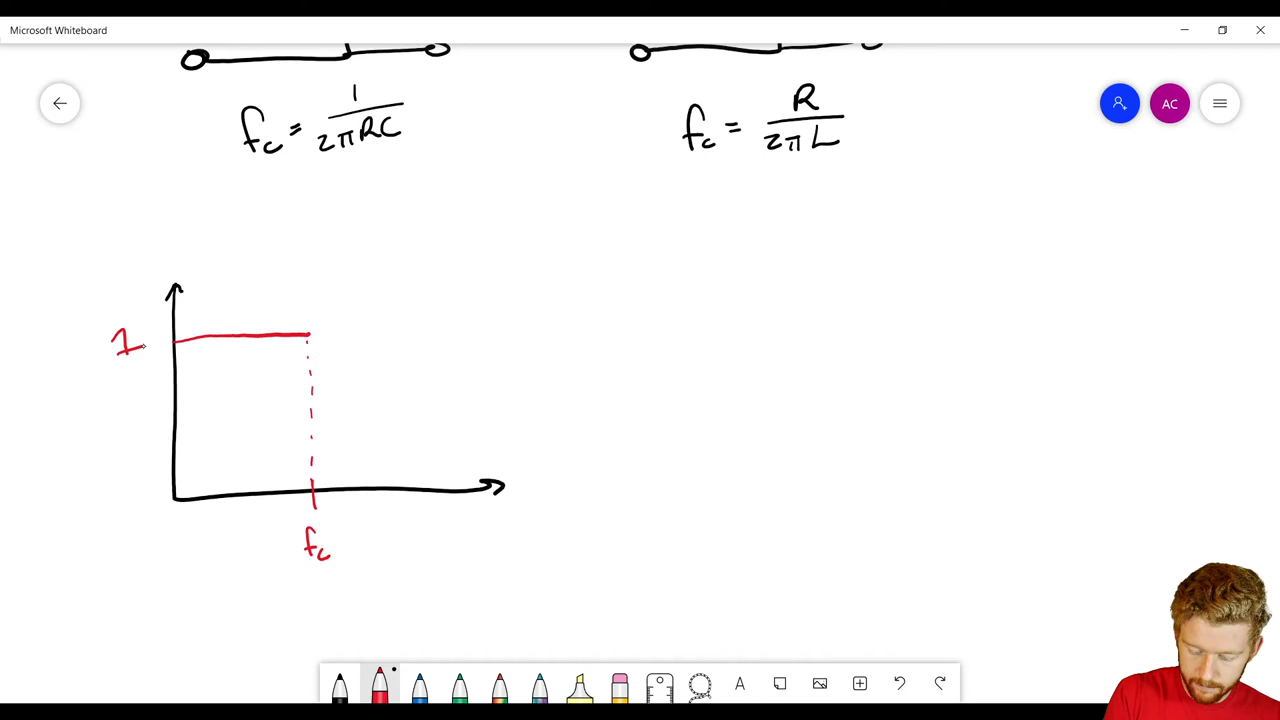 Microsoft Whiteboard
AC
fc = 1/2πRC
fc = R/2πL
1
fc
A